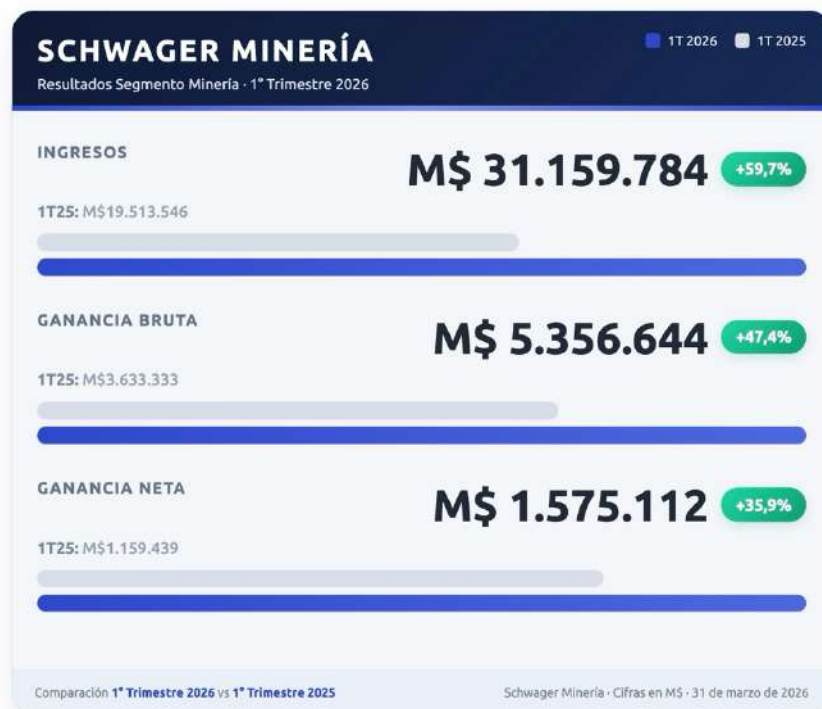 SCHWAGER MINERÍA
Resultados Segmento Minería · 1° Trimestre 2026
1T 2026 1T 2025
INGRESOS
M$ 31.159.784 +59,7%
1T25: M$19.513.546
GANANCIA BRUTA
M$ 5.356.644 +47,4%
1T25: M$3.633.333
GANANCIA NETA
M$ 1.575.112 +35,9%
1T25: M$1.159.439
Comparación 1° Trimestre 2026 vs 1° Trimestre 2025
Schwager Minería · Cifras en M$ · 31 de marzo de 2026